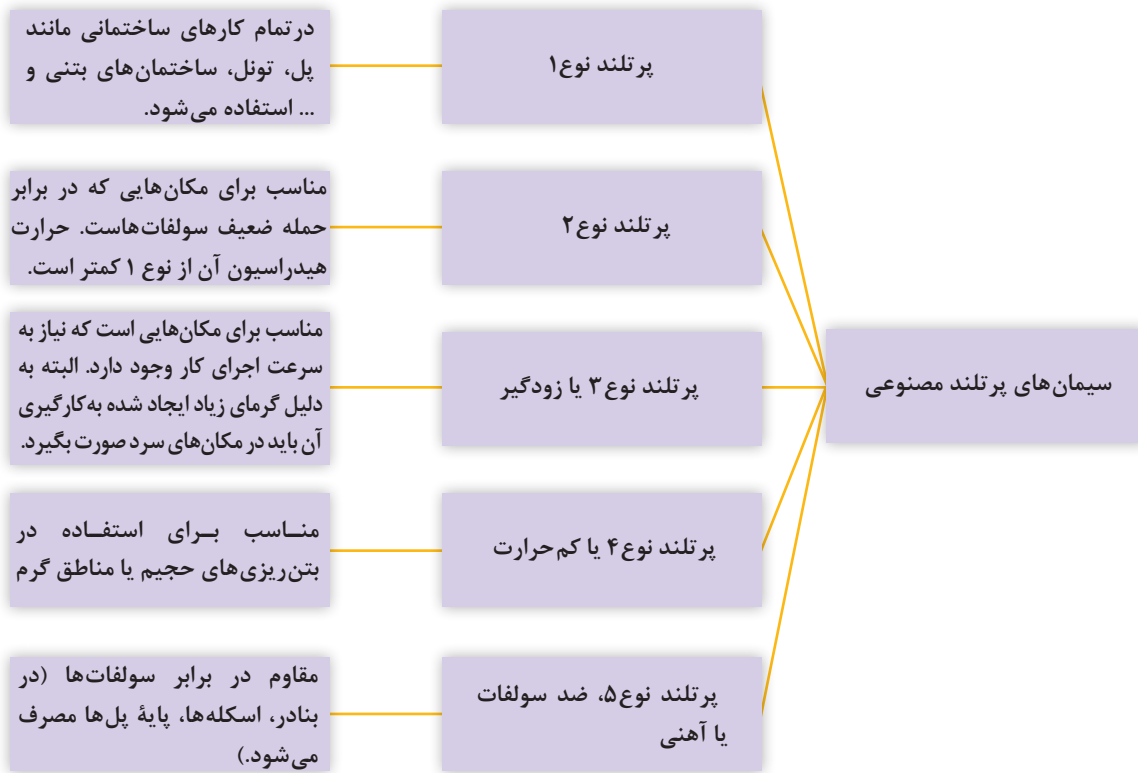 سیمان‌های پرتلند مصنوعی
پرتلند نوع۱
درتمام کارهای ساختمانی مانند
پل، تونل، ساختمان‌های بتنی و
... استفاده می‌شود.
پرتلند نوع۲
مناسب برای مکان‌هایی که در برابر
حمله ضعیف سولفات‌هاست. حرارت
هیدراسیون آن از نوع ۱ کمتر است.
پرتلند نوع۳ یا زودگیر
مناسب برای مکان‌هایی است که نیاز به
سرعت اجرای کار وجود دارد. البته به
دلیل گرمای زیاد ایجاد شده به‌کارگیری
آن باید در مکان‌های سرد صورت بگیرد.
پرتلند نوع۴ یا کم‌حرارت
منـاسب بـرای استفـاده در
بتن‌ریزی‌های حجیم یا مناطق گرم
پرتلند نوع۵، ضد سولفات
یا آهنی
مقاوم در برابر سولفات‌ها (در
بنادر، اسکله‌ها، پایهٔ پل‌ها مصرف
می‌شود.)